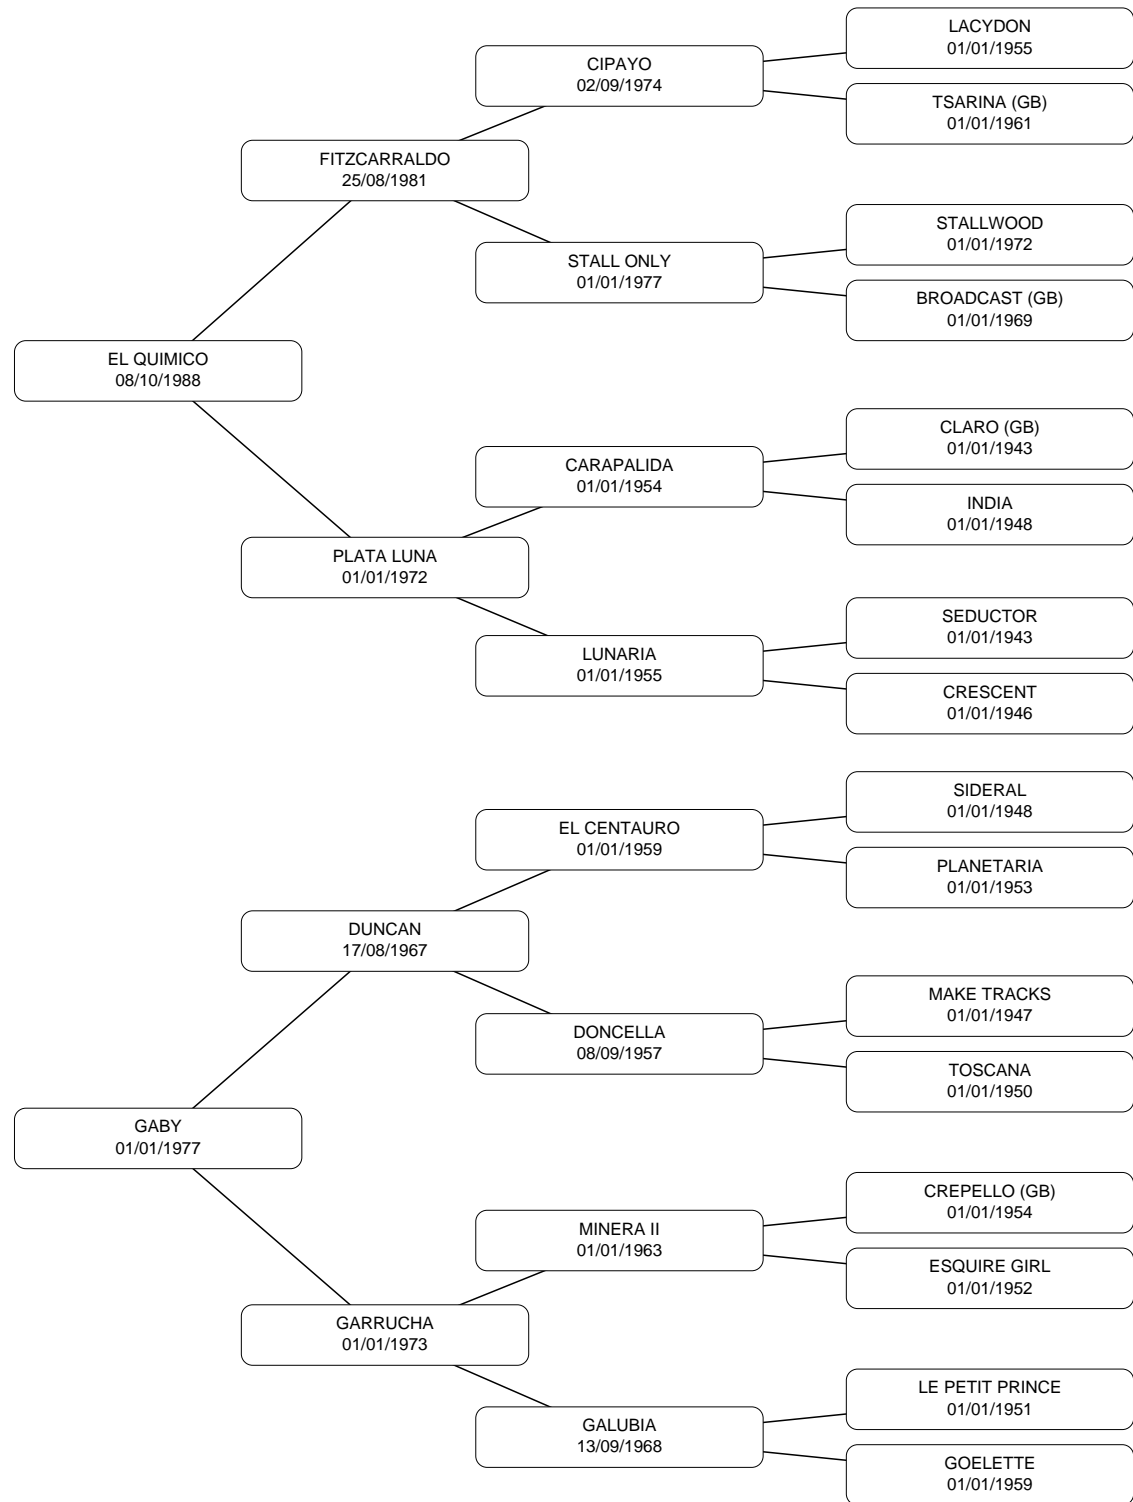 LACYDON
01/01/1955
CIPAYO
02/09/1974
TSARINA (GB)
01/01/1961
FITZCARRALDO
25/08/1981
STALLWOOD
01/01/1972
STALL ONLY
01/01/1977
BROADCAST (GB)
01/01/1969
EL QUIMICO
08/10/1988
CLARO (GB)
01/01/1943
CARAPALIDA
01/01/1954
INDIA
01/01/1948
PLATA LUNA
01/01/1972
SEDUCTOR
01/01/1943
LUNARIA
01/01/1955
CRESCENT
01/01/1946
SIDERAL
01/01/1948
EL CENTAURO
01/01/1959
PLANETARIA
01/01/1953
DUNCAN
17/08/1967
MAKE TRACKS
01/01/1947
DONCELLA
08/09/1957
TOSCANA
01/01/1950
GABY
01/01/1977
CREPELLO (GB)
01/01/1954
MINERA II
01/01/1963
ESQUIRE GIRL
01/01/1952
GARRUCHA
01/01/1973
LE PETIT PRINCE
01/01/1951
GALUBIA
13/09/1968
GOELETTE
01/01/1959